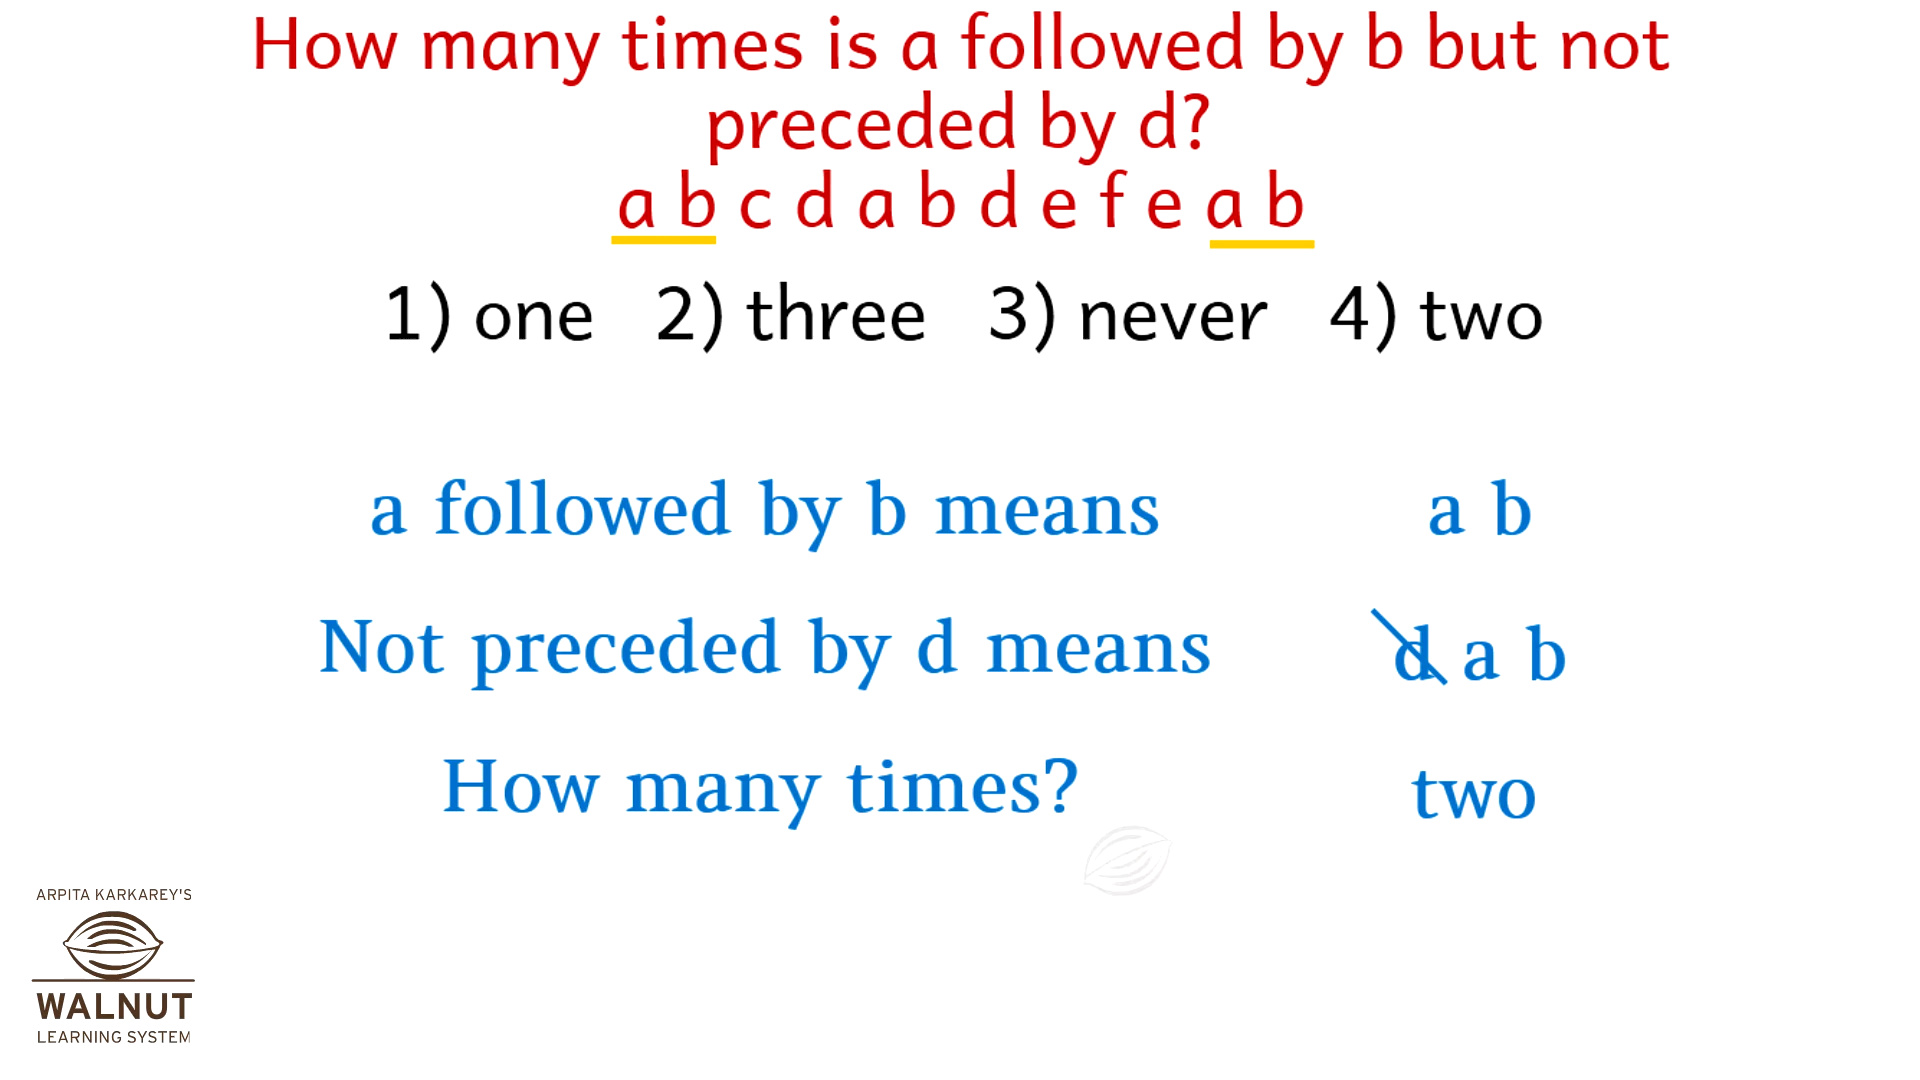 How many times is a followed by b but not
preceded by d?
a b c d a b d e f e a b
1) one 2) three 3) never 4) two
a followed by b means a b
Not preceded by d means d a b
How many times? two
ARPITA KARKAREY'S
WALNUT
LEARNING SYSTEM